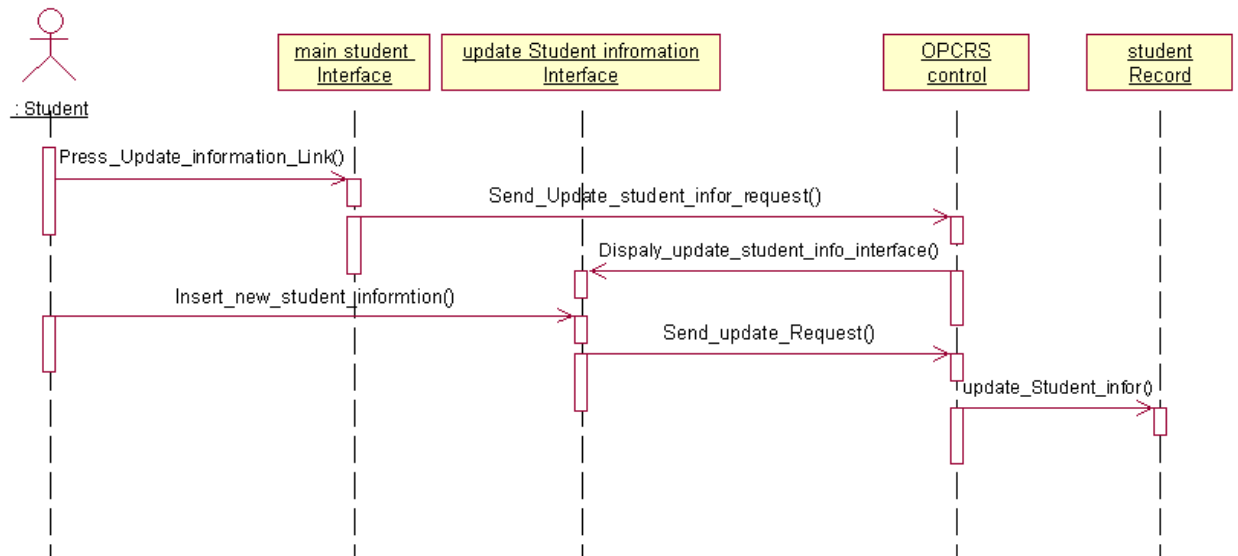 main student
Interface
update Student infromation
Interface
OPCRS
control
student
Record
: Student
Press_Update_information_Link()
Send_Update_student_infor_request()
Dispaly_update_student_info_interface()
Insert_new_student_informtion()
Send_update_Request()
update_Student_infor()